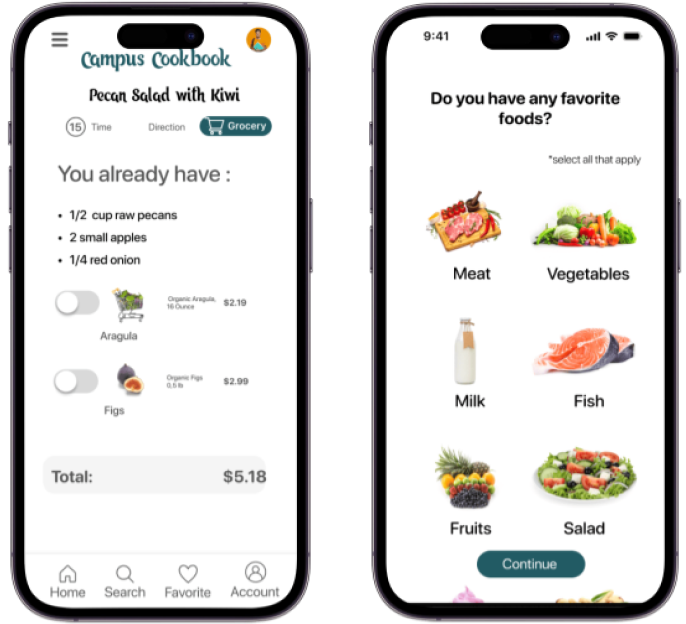 Campus Cookbook
Pecan Salad with Kiwi
15 Time Direction Grocery
You already have :
• 1/2 cup raw pecans
• 2 small apples
• 1/4 red onion
Organic Aragula,
16 Ounce
$2.19
Aragula
Organic Figs
0,5 lb
$2.99
Figs
Total: $5.18
Home Search Favorite Account
9:41
Do you have any favorite
foods?
*select all that apply
Meat Vegetables
Milk Fish
Fruits Salad
Continue